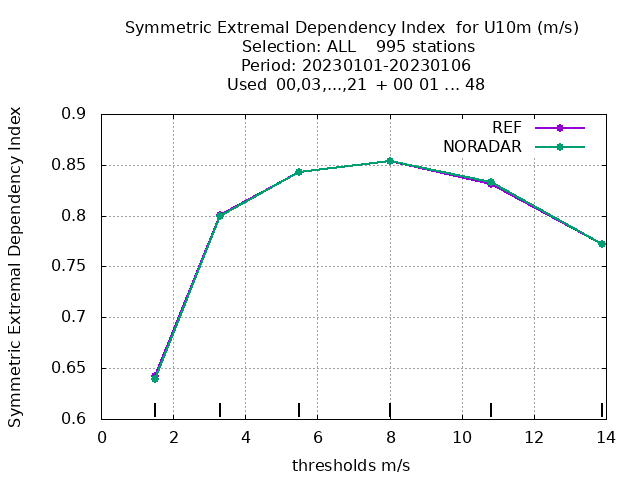 Symmetric Extremal Dependency Index  for U10m (m/s)
Selection: ALL    995 stations
Period: 20230101-20230106
Used  00,03,...,21  + 00 01 ... 48
REF
NORADAR
Symmetric Extremal Dependency Index
0.9
0.85
0.8
0.75
0.7
0.65
0.6
0 2 4 6 8 10 12 14
thresholds m/s